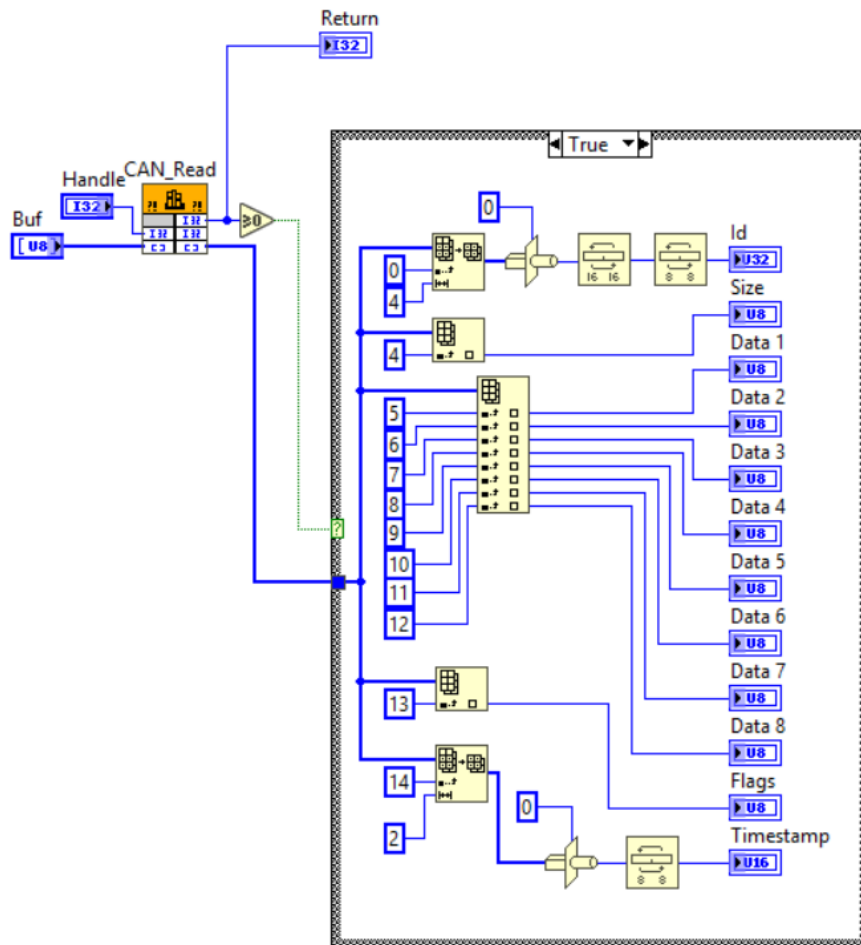 Return
I32
True
CAN_Read
Handle
I32
I32
I32
Buf
[U8]
I32
≥0
?
0
0
4
16 16
8 8
Id
U32
4
Size
U8
5
6
7
8
9
10
11
12
Data 1
U8
Data 2
U8
Data 3
U8
Data 4
U8
Data 5
U8
Data 6
U8
Data 7
U8
Data 8
U8
13
Flags
U8
14
2
0
8 8
Timestamp
U16